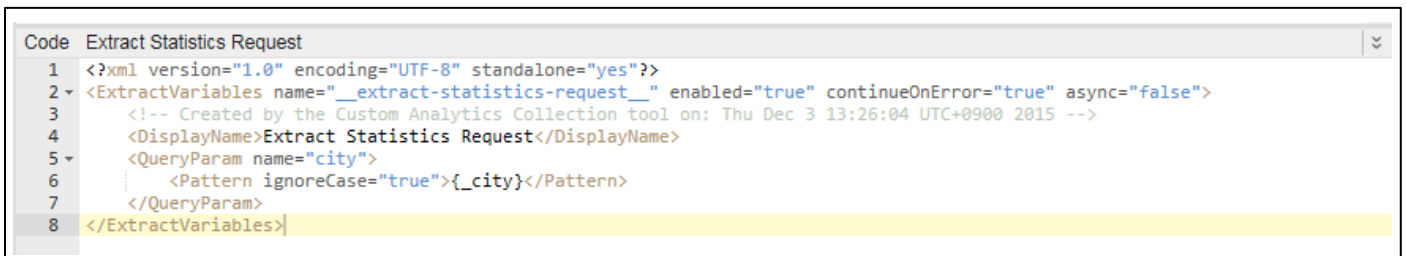 Code Extract Statistics Request
1 <?xml version="1.0" encoding="UTF-8" standalone="yes"?>
2 <ExtractVariables name="__extract-statistics-request__" enabled="true" continueOnError="true" async="false">
3 <!-- Created by the Custom Analytics Collection tool on: Thu Dec 3 13:26:04 UTC+0900 2015 -->
4 <DisplayName>Extract Statistics Request</DisplayName>
5 <QueryParam name="city">
6 <Pattern ignoreCase="true">{_city}</Pattern>
7 </QueryParam>
8 </ExtractVariables>